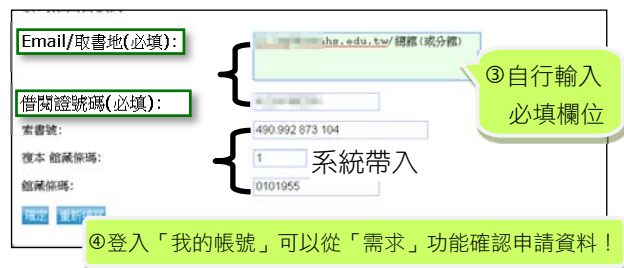 Email/取書地(必填):
hs.edu.tw/總館(或分館)
③自行輸入
必填欄位
借閱證號碼(必填):
索書號:
490.992 873 104
複本 館藏條碼:
1
系統帶入
館藏條碼:
0101955
確定
④登入「我的帳號」可以從「需求」功能確認申請資料！